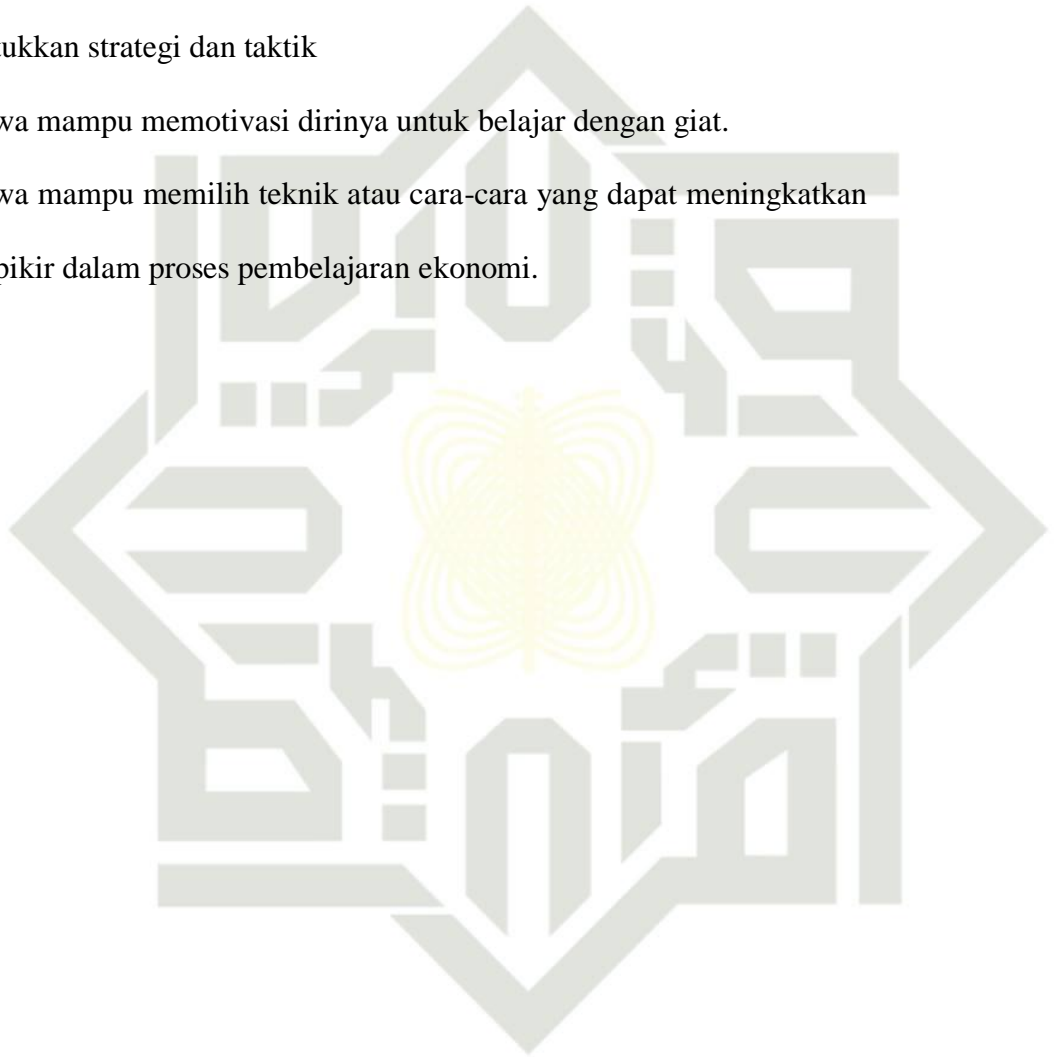 tukkan strategi dan taktik
wa mampu memotivasi dirinya untuk belajar dengan giat.
wa mampu memilih teknik atau cara-cara yang dapat meningkatkan
pikir dalam proses pembelajaran ekonomi.